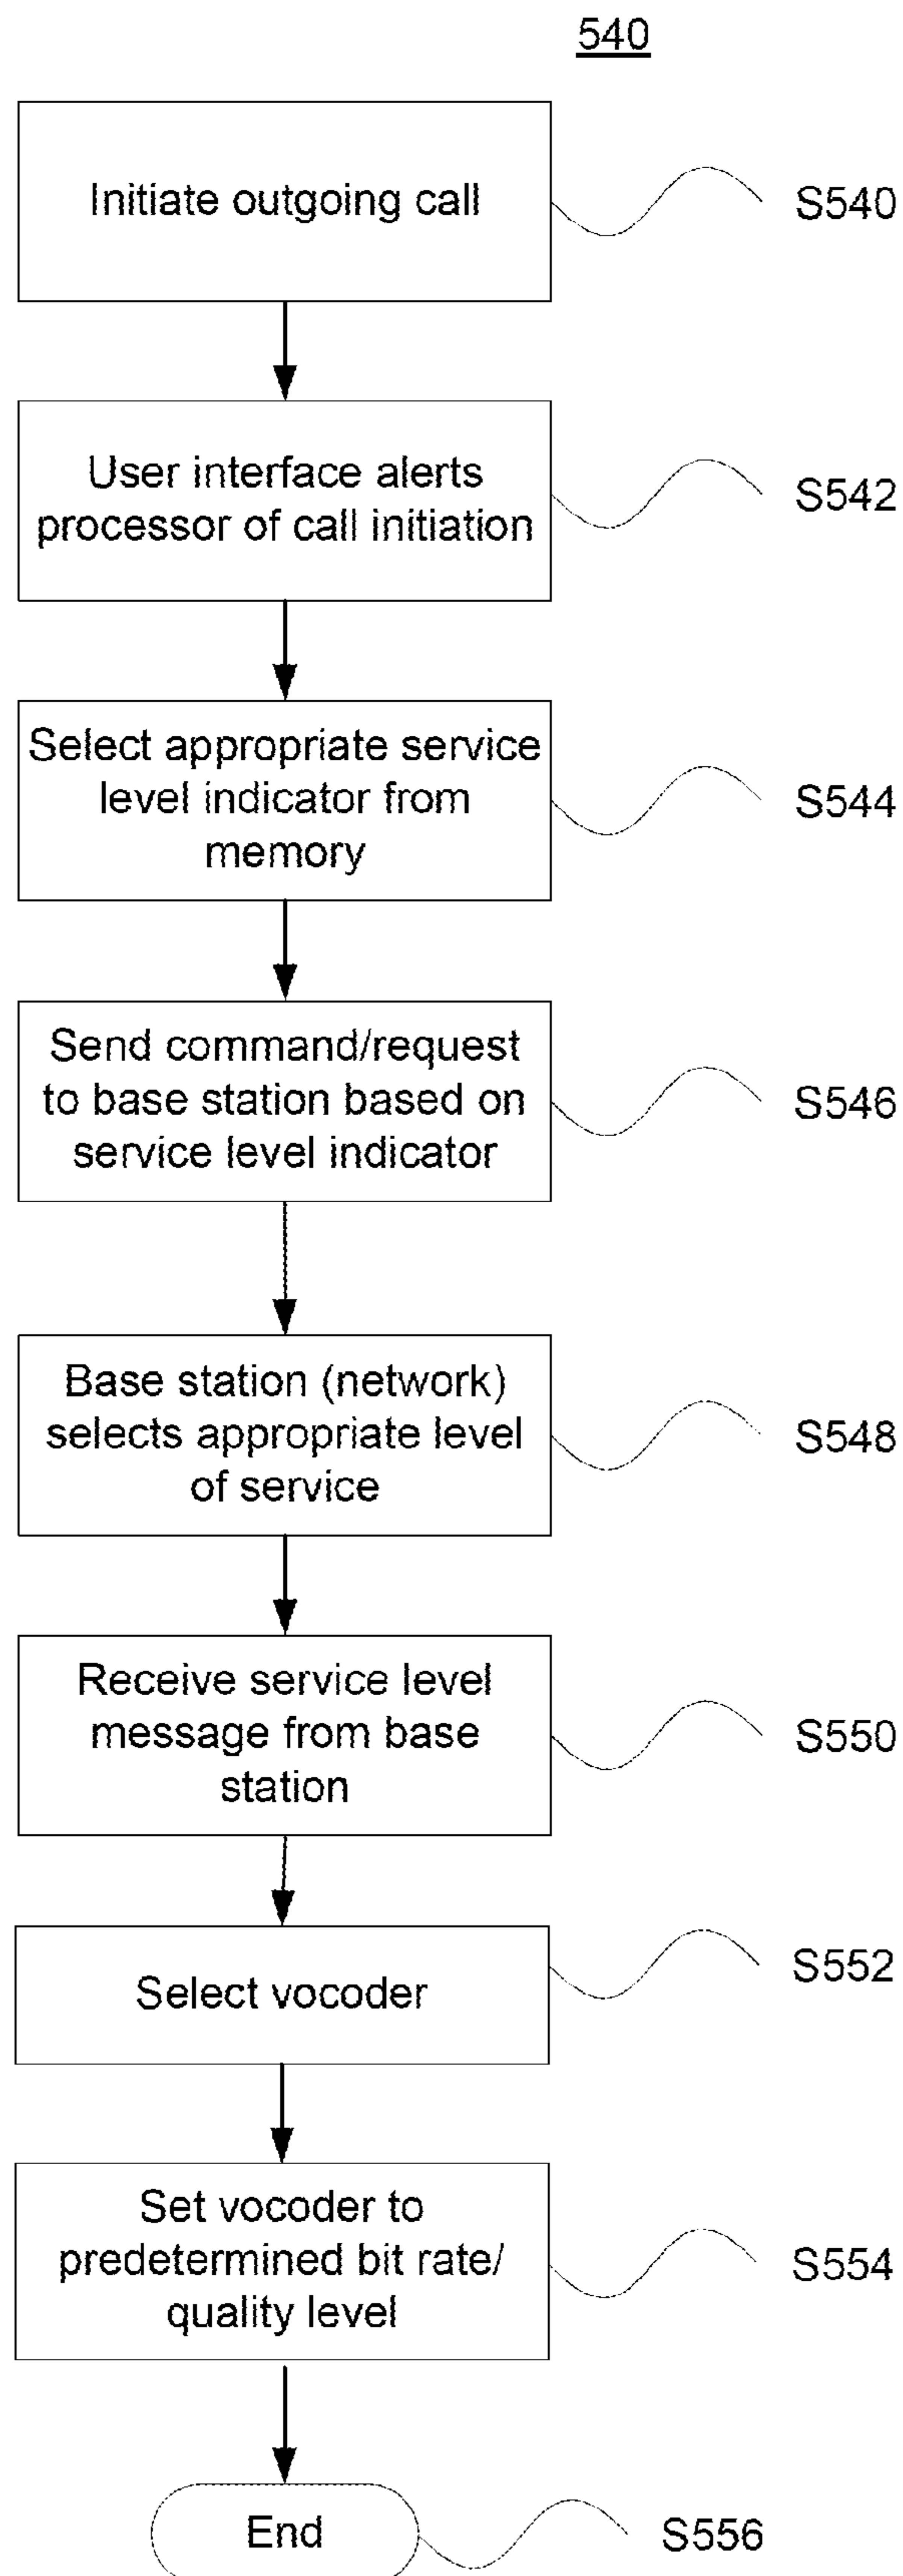 540
Initiate outgoing call
S540
User interface alerts
processor of call initiation
S542
Select appropriate service
level indicator from
memory
S544
Send command/request
to base station based on
service level indicator
S546
Base station (network)
selects appropriate level
of service
S548
Receive service level
message from base
station
S550
Select vocoder
S552
Set vocoder to
predetermined bit rate/
quality level
S554
End
S556